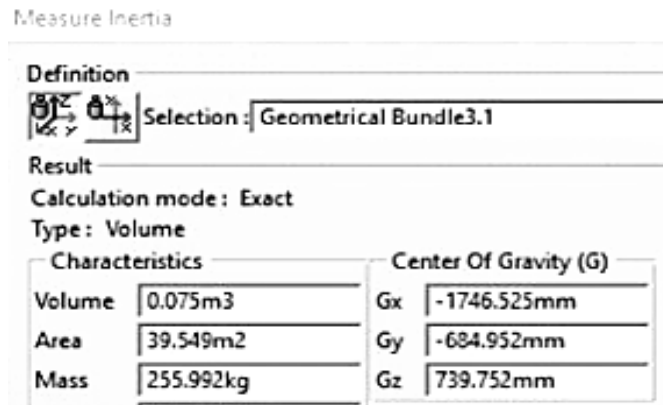 Measure Inertia
Definition
Selection : Geometrical Bundle3.1
Result
Calculation mode : Exact
Type : Volume
Characteristics
Center Of Gravity (G)
Volume 0.075m3 Gx -1746.525mm
Area 39.549m2 Gy -684.952mm
Mass 255.992kg Gz 739.752mm